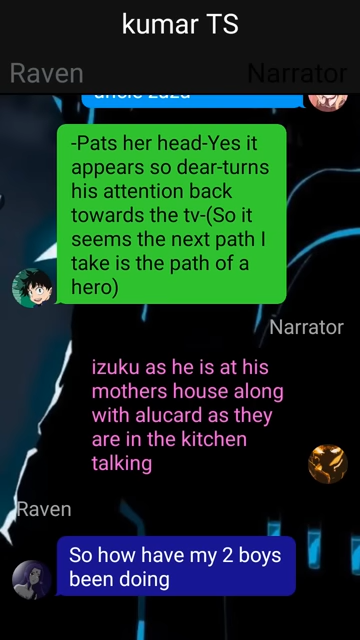 kumar TS
Raven
Narrator
uncle zuzu
-Pats her head-Yes it
appears so dear-turns
his attention back
towards the tv-(So it
seems the next path I
take is the path of a
hero)
Narrator
izuku as he is at his
mothers house along
with alucard as they
are in the kitchen
talking
Raven
So how have my 2 boys
been doing